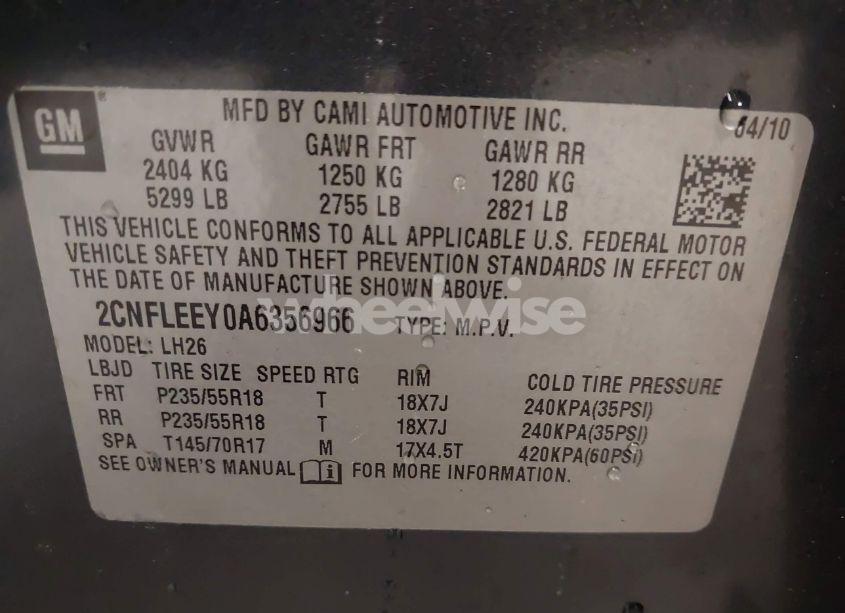 GM
MFD BY CAMI AUTOMOTIVE INC.
04/10
GVWR GAWR FRT GAWR RR
2404 KG 1250 KG 1280 KG
5299 LB 2755 LB 2821 LB
THIS VEHICLE CONFORMS TO ALL APPLICABLE U.S. FEDERAL MOTOR
VEHICLE SAFETY AND THEFT PREVENTION STANDARDS IN EFFECT ON
THE DATE OF MANUFACTURE SHOWN ABOVE.
wheelwise
2CNFLEEY0A6356966 TYPE: M.P.V.
MODEL: LH26
LBJD TIRE SIZE SPEED RTG RIM COLD TIRE PRESSURE
FRT P235/55R18 T 18X7J 240KPA(35PSI)
RR P235/55R18 T 18X7J 240KPA(35PSI)
SPA T145/70R17 M 17X4.5T 420KPA(60PSI)
SEE OWNER'S MANUAL i FOR MORE INFORMATION.